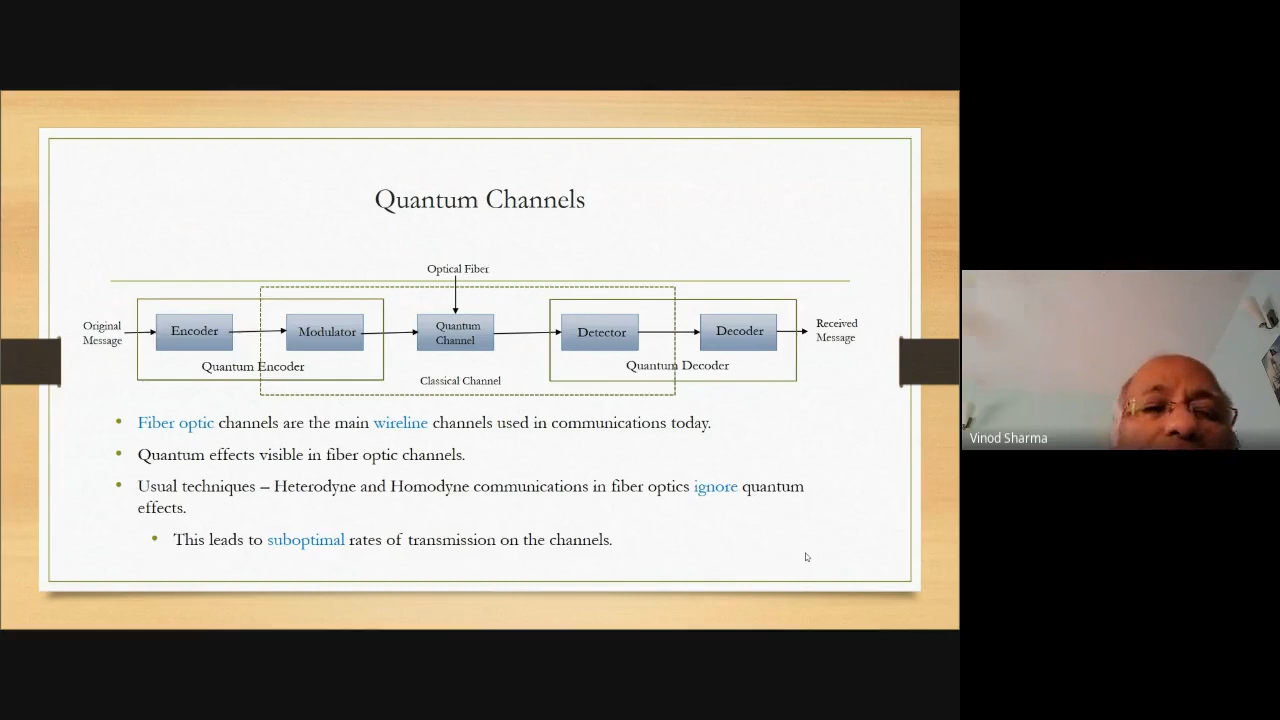 Quantum Channels
Optical Fiber
Original
Message
Encoder
Modulator
Quantum
Channel
Detector
Decoder
Received
Message
Quantum Encoder
Quantum Decoder
Classical Channel
• Fiber optic channels are the main wireline channels used in communications today.
• Quantum effects visible in fiber optic channels.
• Usual techniques – Heterodyne and Homodyne communications in fiber optics ignore quantum
effects.
• This leads to suboptimal rates of transmission on the channels.
Vinod Sharma